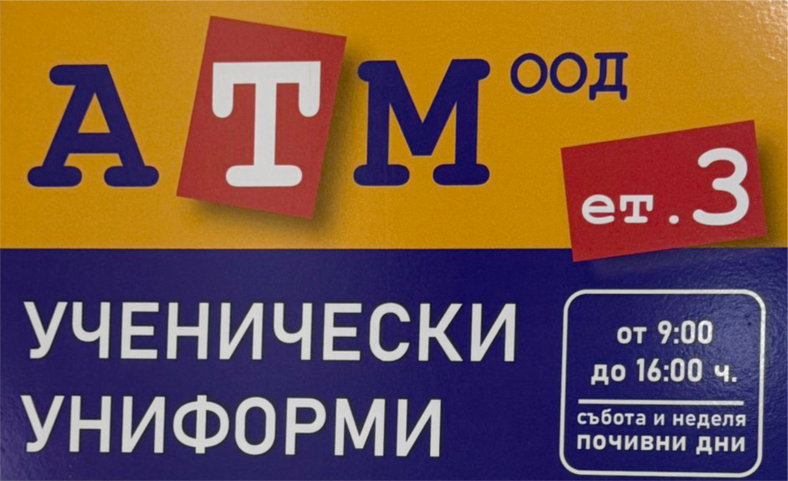 АТМ ООД
ет. 3
УЧЕНИЧЕСКИ
УНИФОРМИ
от 9:00
до 16:00 ч.
събота и неделя
почивни дни